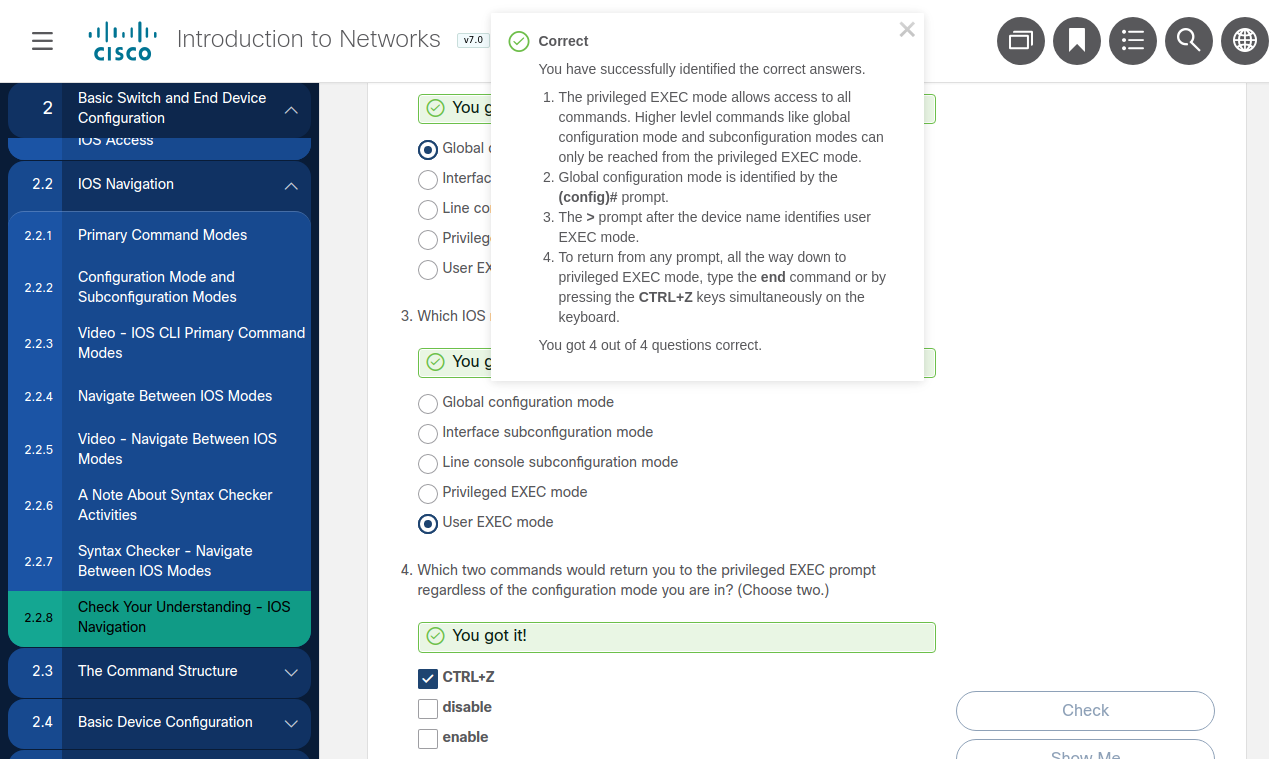 CISCO
Introduction to Networks
v7.0
2
Basic Switch and End Device
Configuration
IOS Access
2.2
IOS Navigation
2.2.1
Primary Command Modes
2.2.2
Configuration Mode and
Subconfiguration Modes
2.2.3
Video - IOS CLI Primary Command
Modes
2.2.4
Navigate Between IOS Modes
2.2.5
Video - Navigate Between IOS
Modes
2.2.6
A Note About Syntax Checker
Activities
2.2.7
Syntax Checker - Navigate
Between IOS Modes
2.2.8
Check Your Understanding - IOS
Navigation
2.3
The Command Structure
2.4
Basic Device Configuration
Correct
You have successfully identified the correct answers.
1. The privileged EXEC mode allows access to all
commands. Higher levlel commands like global
configuration mode and subconfiguration modes can
only be reached from the privileged EXEC mode.
2. Global configuration mode is identified by the
(config)# prompt.
3. The > prompt after the device name identifies user
EXEC mode.
4. To return from any prompt, all the way down to
privileged EXEC mode, type the end command or by
pressing the CTRL+Z keys simultaneously on the
keyboard.
You got 4 out of 4 questions correct.
You
Global
Line
User
3. Which IOS
You
Global configuration mode
Interface subconfiguration mode
Line console subconfiguration mode
Privileged EXEC mode
User EXEC mode
4. Which two commands would return you to the privileged EXEC prompt
regardless of the configuration mode you are in? (Choose two.)
You got it!
CTRL+Z
disable
enable
Check
Show Me